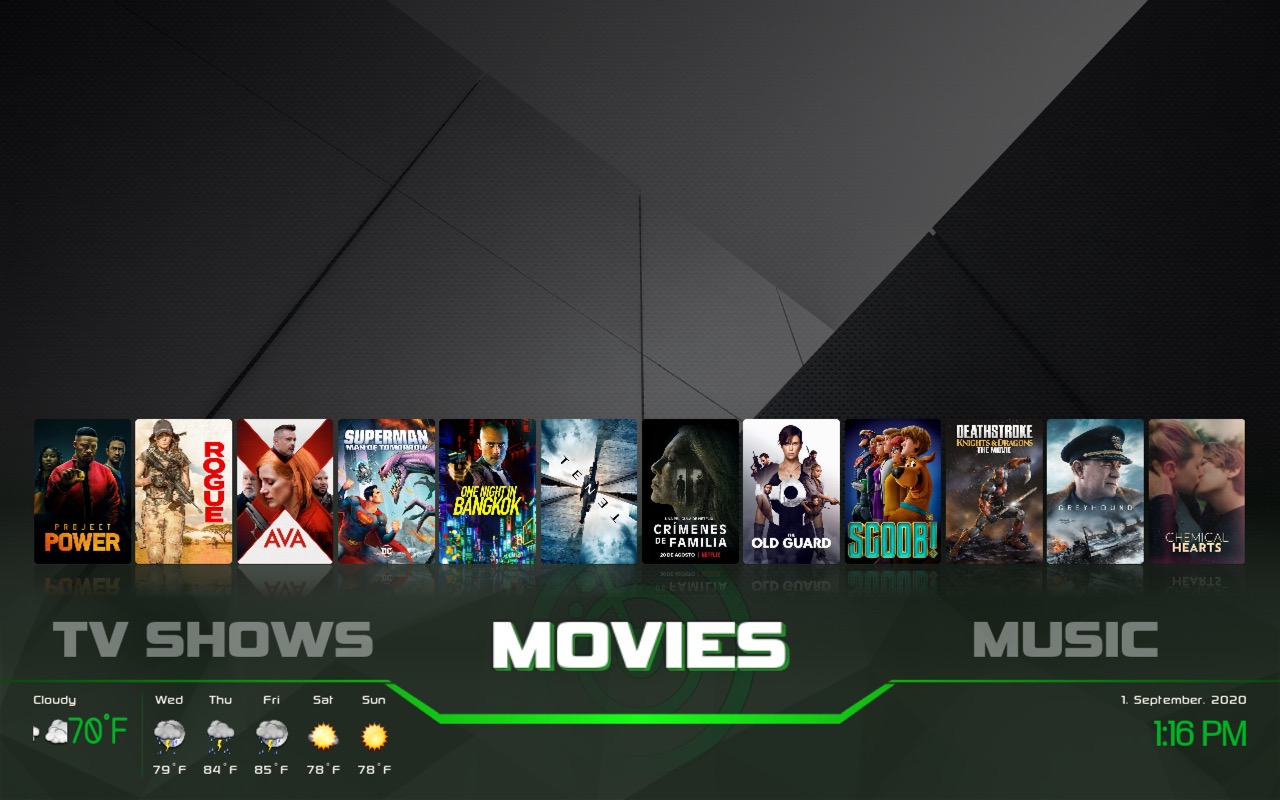 PROJECT
POWER
ROGUE
AVA
SUPERMAN
MAN OF TOMORROW
DC
ONE NIGHT IN
BANGKOK
TENET
CRÍMENES
DE FAMILIA
20 DE AGOSTO | NETFLIX
THE
OLD GUARD
SCOOB!
DEATHSTROKE
KNIGHTS & DRAGONS
THE MOVIE
GREYHOUND
CHEMICAL
HEARTS
TV SHOWS
MOVIES
MUSIC
Cloudy
70°F
Wed Thu Fri Sat Sun
79°F 84°F 85°F 78°F 78°F
1. September. 2020
1:16 PM